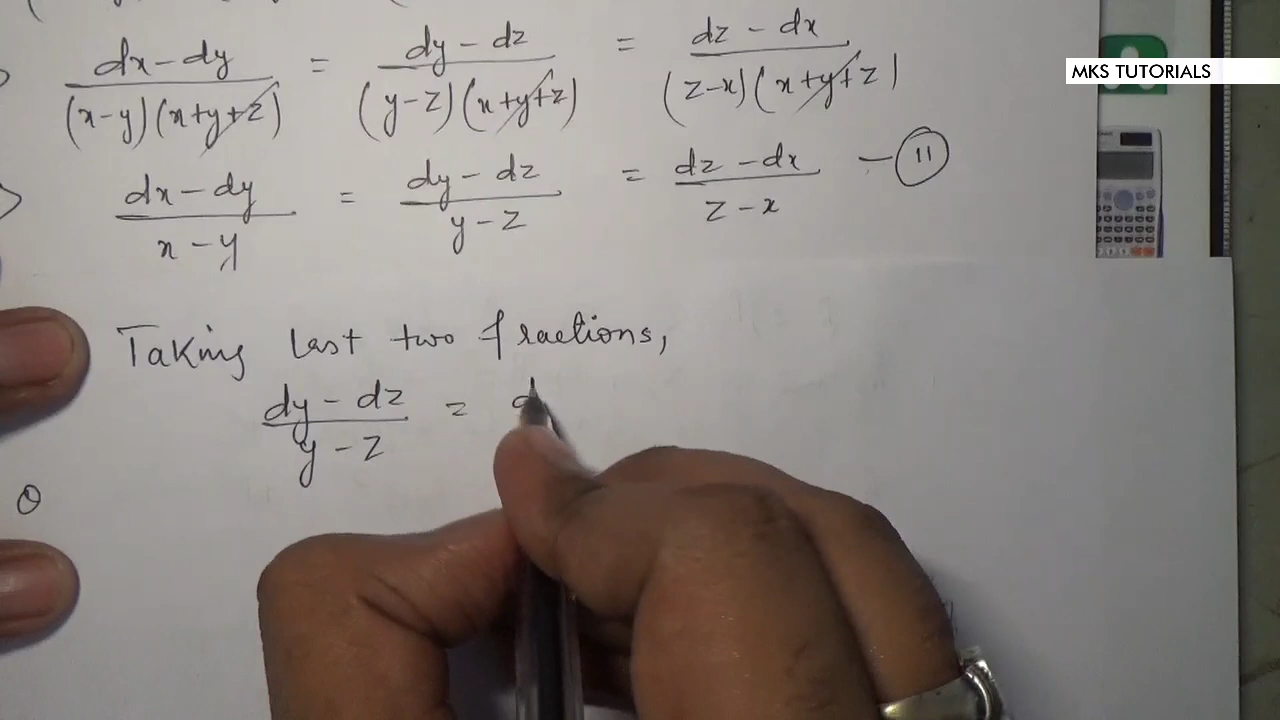 MKS TUTORIALS
dx - dy / (x-y)(x+y+z) = dy - dz / (y-z)(x+y+z) = dz - dx / (z-x)(x+y+z)
dx - dy / x - y = dy - dz / y - z = dz - dx / z - x — (11)
Taking last two fractions,
dy - dz / y - z = d
0